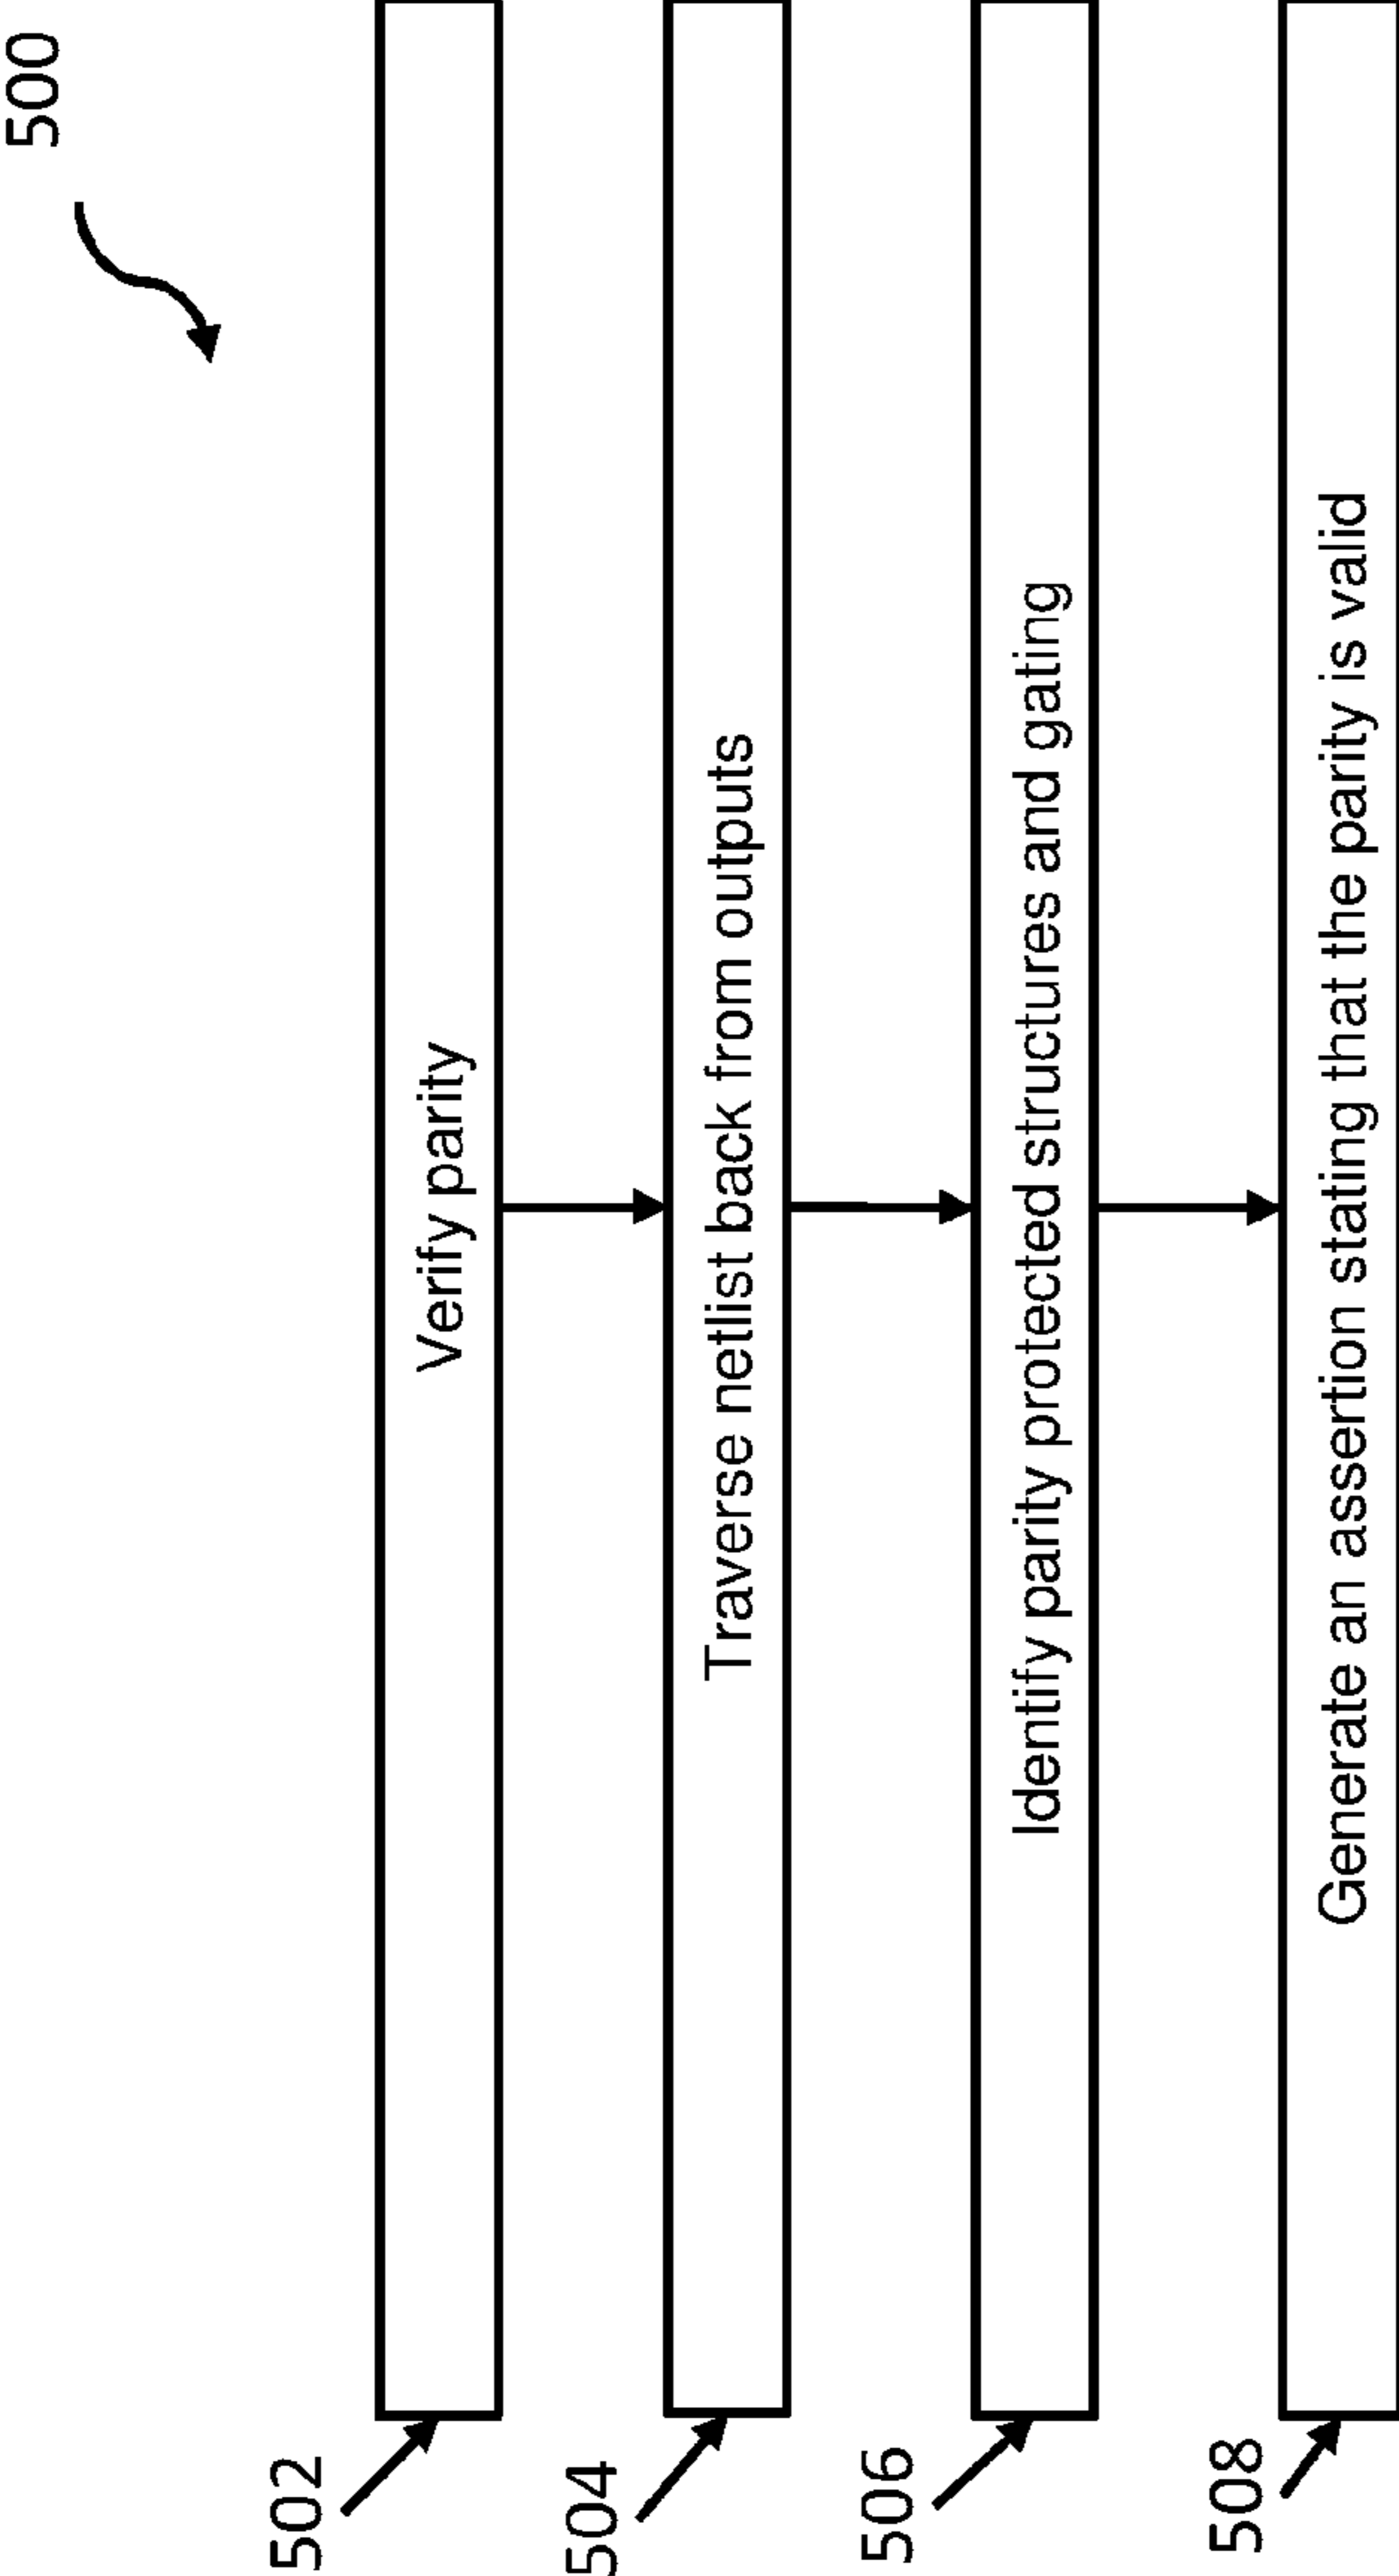 500
502
Verify parity
504
Traverse netlist back from outputs
506
Identify parity protected structures and gating
508
Generate an assertion stating that the parity is valid